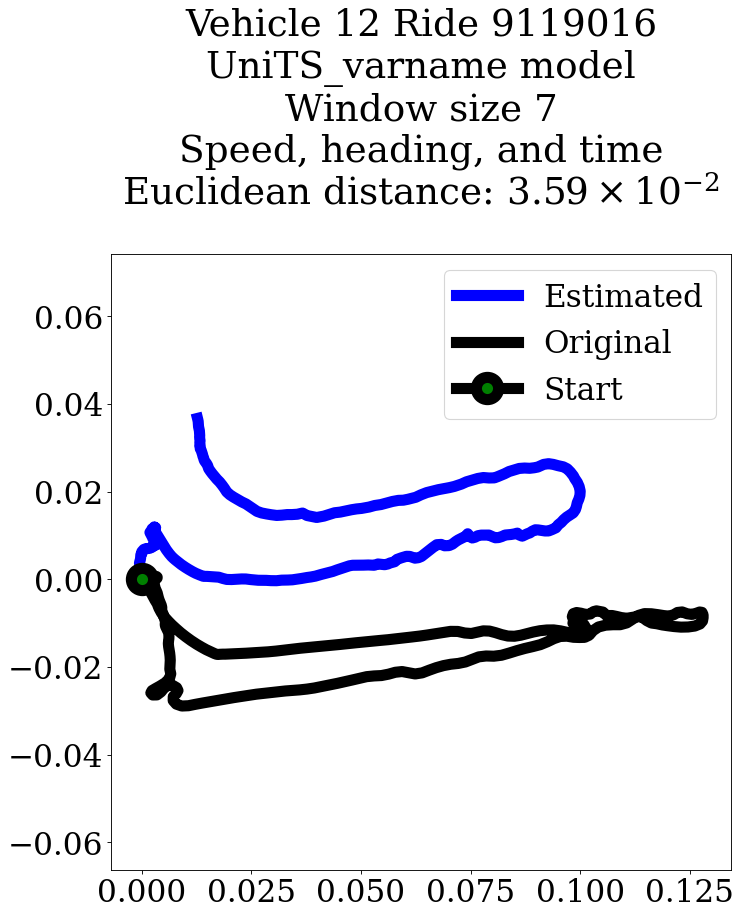 Vehicle 12 Ride 9119016
UniTS_varname model
Window size 7
Speed, heading, and time
Euclidean distance: 3.59 × 10⁻²
Estimated
Original
Start
0.06
0.04
0.02
0.00
−0.02
−0.04
−0.06
0.000 0.025 0.050 0.075 0.100 0.125